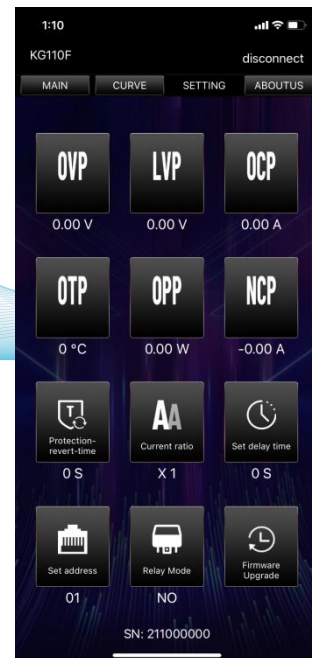 1:10
KG110F
disconnect
MAIN CURVE SETTING ABOUTUS
OVP LVP OCP
0.00 V 0.00 V 0.00 A
OTP OPP NCP
0 °C 0.00 W -0.00 A
T
Protection-
revert-time
AA
Current ratio
Set delay time
0 S X 1 0 S
Set address
Relay Mode
Firmware
Upgrade
01 NO
SN: 211000000